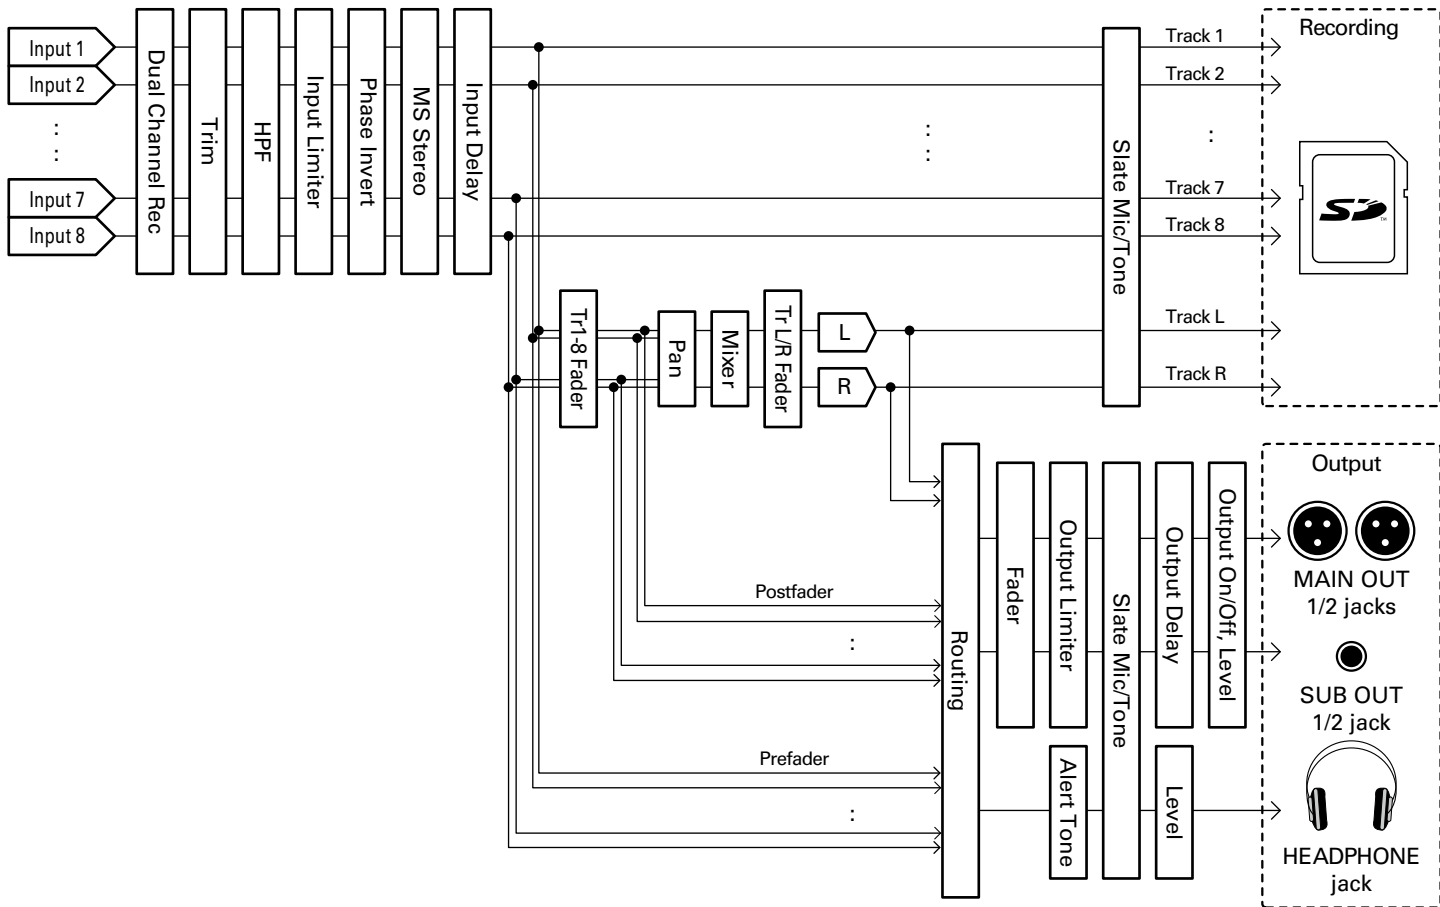 Input 1
Input 2
:
:
Input 7
Input 8
Dual Channel Rec
Trim
HPF
Input Limiter
Phase Invert
MS Stereo
Input Delay
:
:
Slate Mic/Tone
Track 1
Track 2
:
Track 7
Track 8
Track L
Track R
Recording
SD
TM
Tr1-8 Fader
Pan
Mixer
Tr L/R Fader
L
R
Postfader
:
Prefader
:
Routing
Fader
Output Limiter
Alert Tone
Slate Mic/Tone
Output Delay
Level
Output On/Off, Level
Output
MAIN OUT
1/2 jacks
SUB OUT
1/2 jack
HEADPHONE
jack